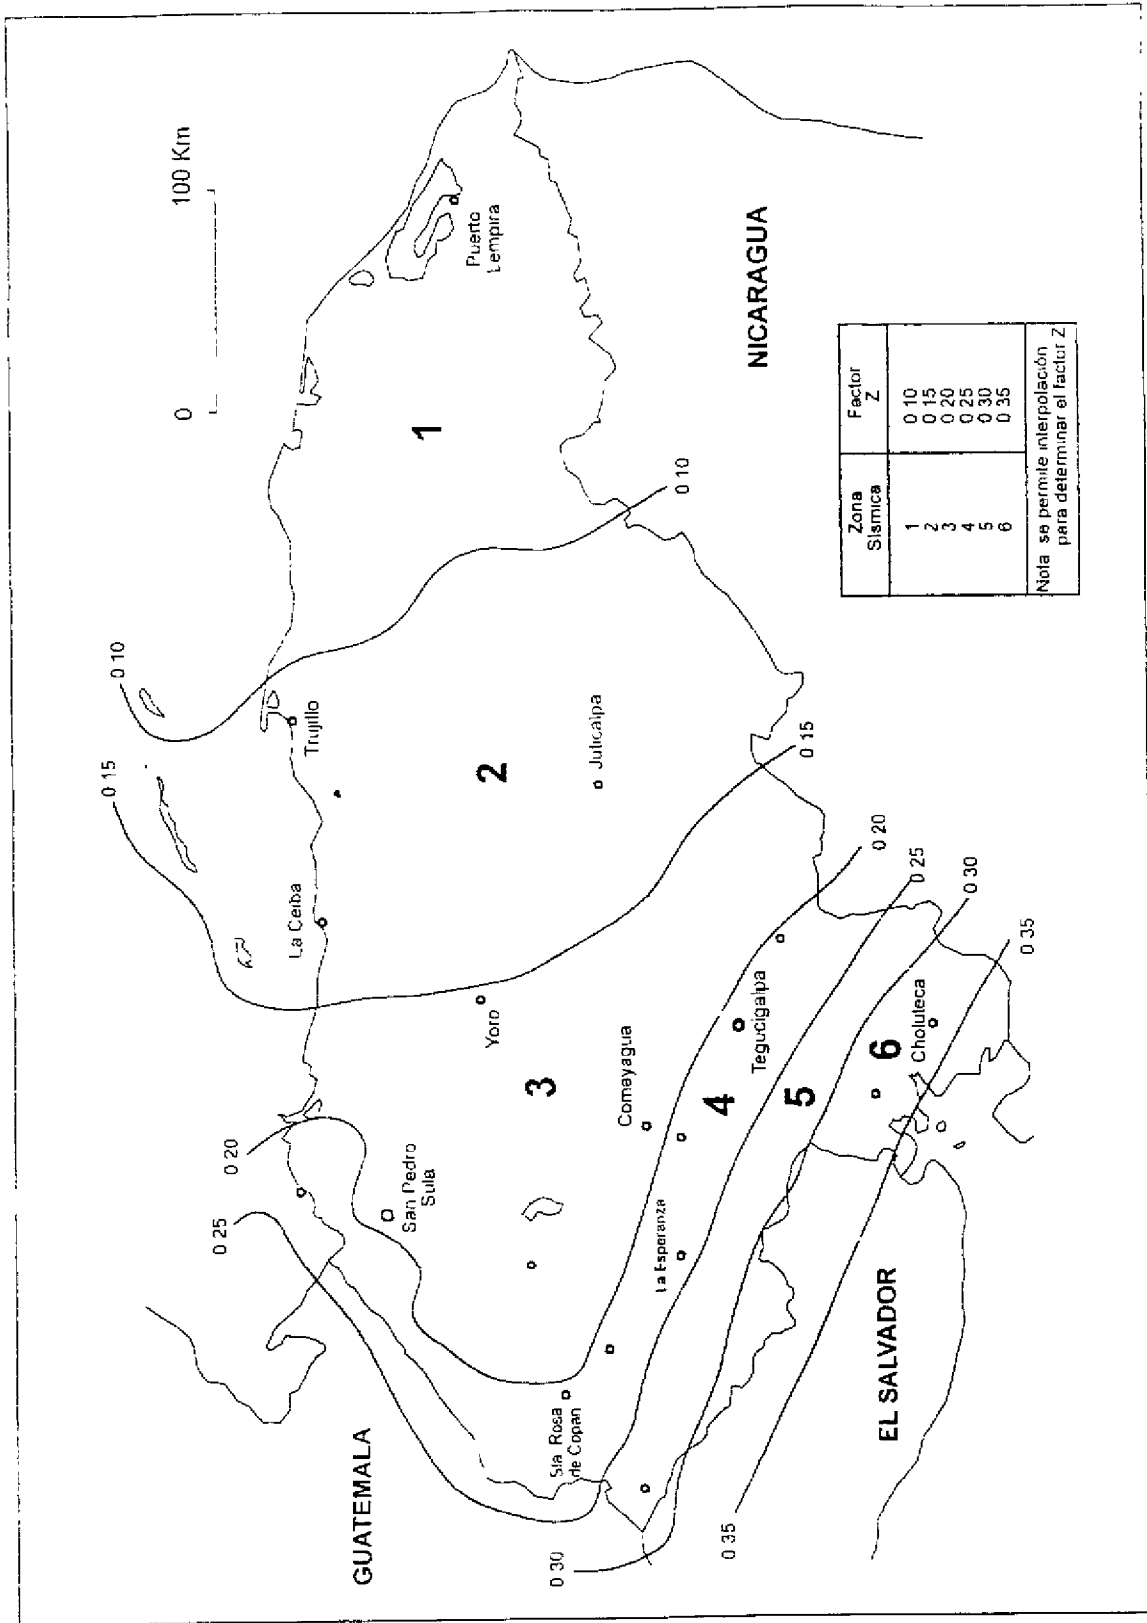 0 15
0 10
0 100 Km
0 20
0 25
La Ceiba
Trujillo
GUATEMALA
San Pedro
Sula
Yoro
1
Puerto
Lempira
2
3
Juticalpa
Sta. Rosa
de Copan
Comayagua
0 10
La Esperanza
4
Tegucigalpa
0 30
0 15
NICARAGUA
5
0 20
0 35
6
Choluteca
0 25
EL SALVADOR
0 30
0 35
Zona Factor
Sísmica Z
1 0 10
2 0 15
3 0 20
4 0 25
5 0 30
6 0 35
Nota se permite interpolación
para determinar el factor Z